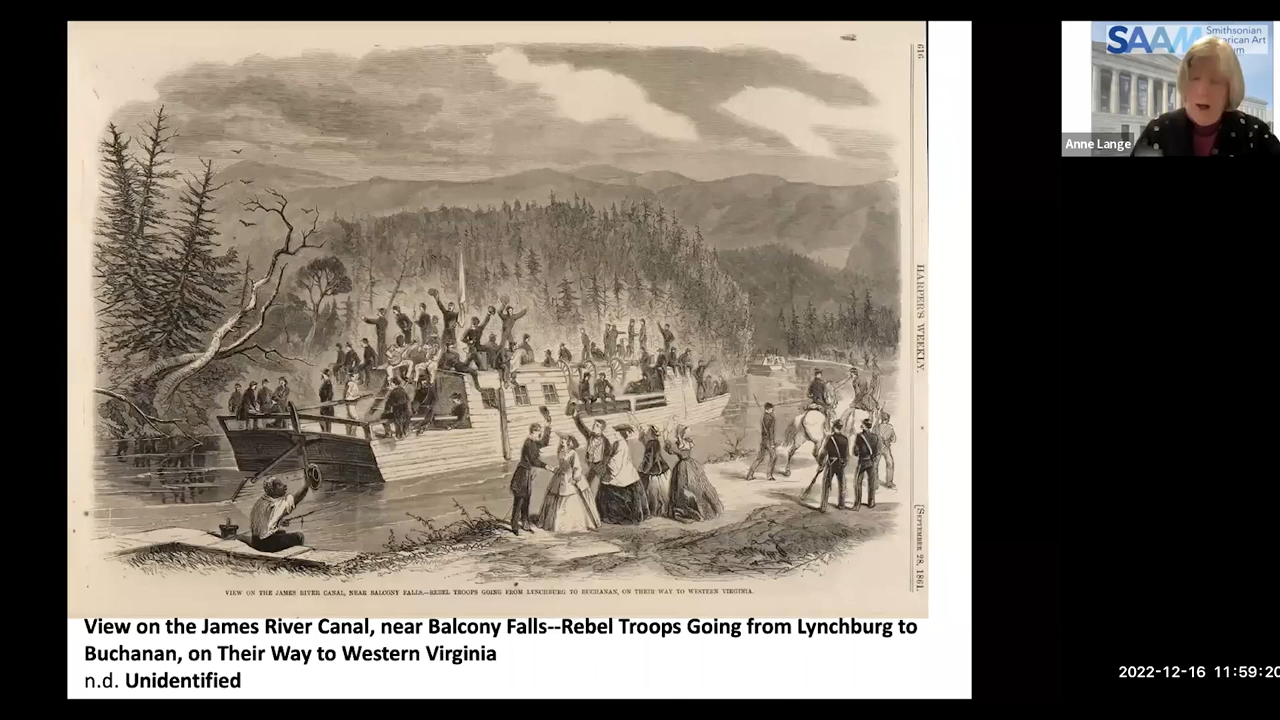 SAAM Smithsonian
American Art
Anne Lange
616
HARPER'S WEEKLY.
[SEPTEMBER 28, 1861.
VIEW ON THE JAMES RIVER CANAL, NEAR BALCONY FALLS.—REBEL TROOPS GOING FROM LYNCHBURG TO BUCHANAN, ON THEIR WAY TO WESTERN VIRGINIA.
View on the James River Canal, near Balcony Falls--Rebel Troops Going from Lynchburg to
Buchanan, on Their Way to Western Virginia
n.d. Unidentified
2022-12-16 11:59:20